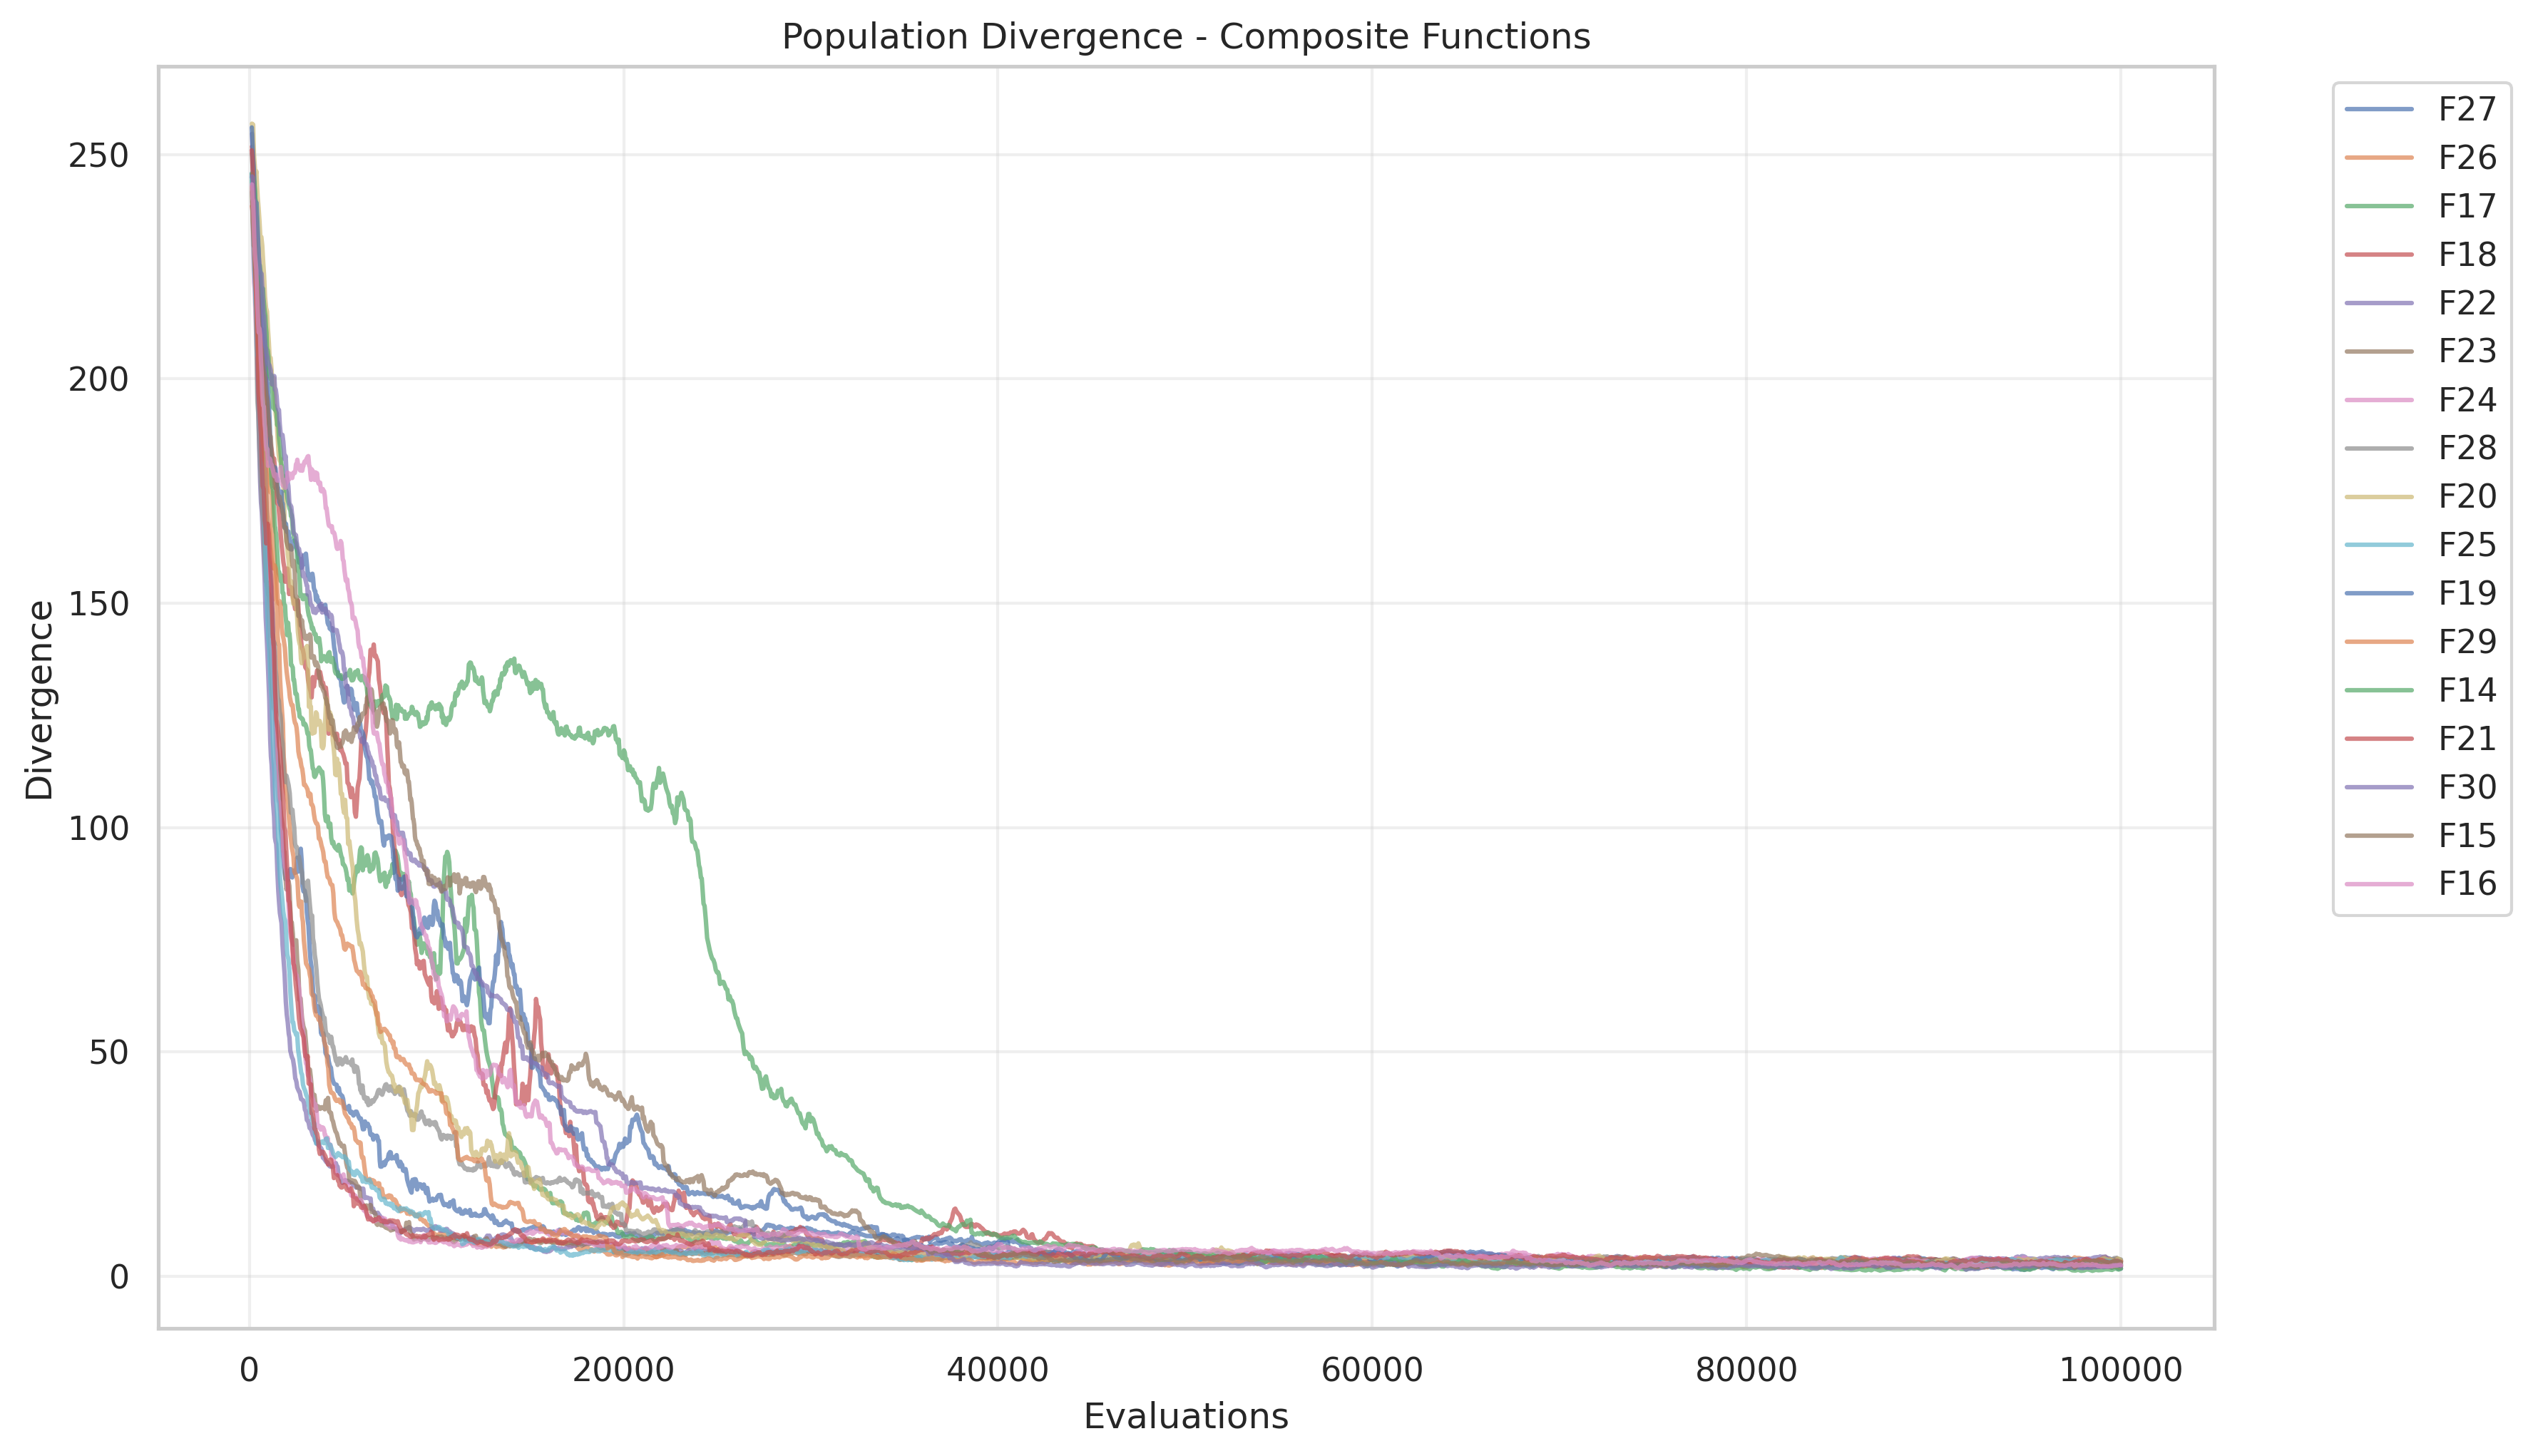 Population Divergence - Composite Functions
Divergence
250
200
150
100
50
0
0 20000 40000 60000 80000 100000
Evaluations
F27
F26
F17
F18
F22
F23
F24
F28
F20
F25
F19
F29
F14
F21
F30
F15
F16